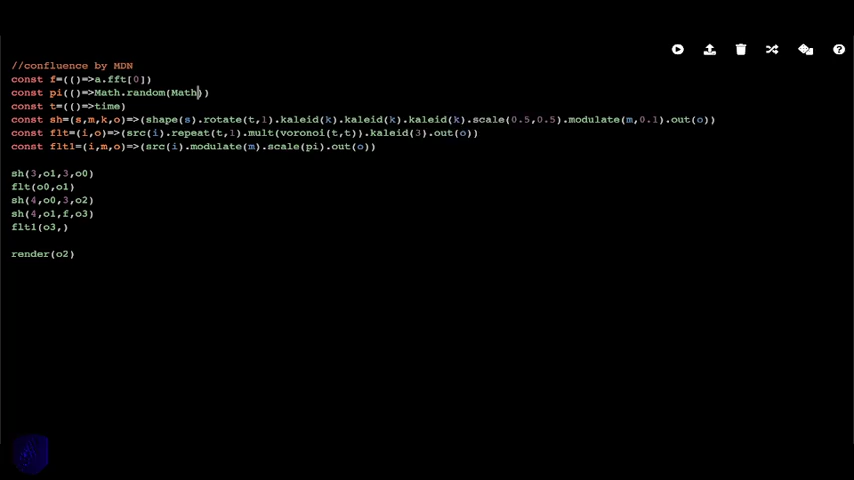 //confluence by MDN
const f=(()=>a.fft[0])
const pi(()=>Math.random(Math))
const t=(()=>time)
const sh=(s,m,k,o)=>(shape(s).rotate(t,1).kaleid(k).kaleid(k).kaleid(k).scale(0.5,0.5).modulate(m,0.1).out(o))
const flt=(i,o)=>(src(i).repeat(t,1).mult(voronoi(t,t)).kaleid(3).out(o))
const flt1=(i,m,o)=>(src(i).modulate(m).scale(pi).out(o))
sh(3,o1,3,o0)
flt(o0,o1)
sh(4,o0,3,o2)
sh(4,o1,f,o3)
flt1(o3,)
render(o2)